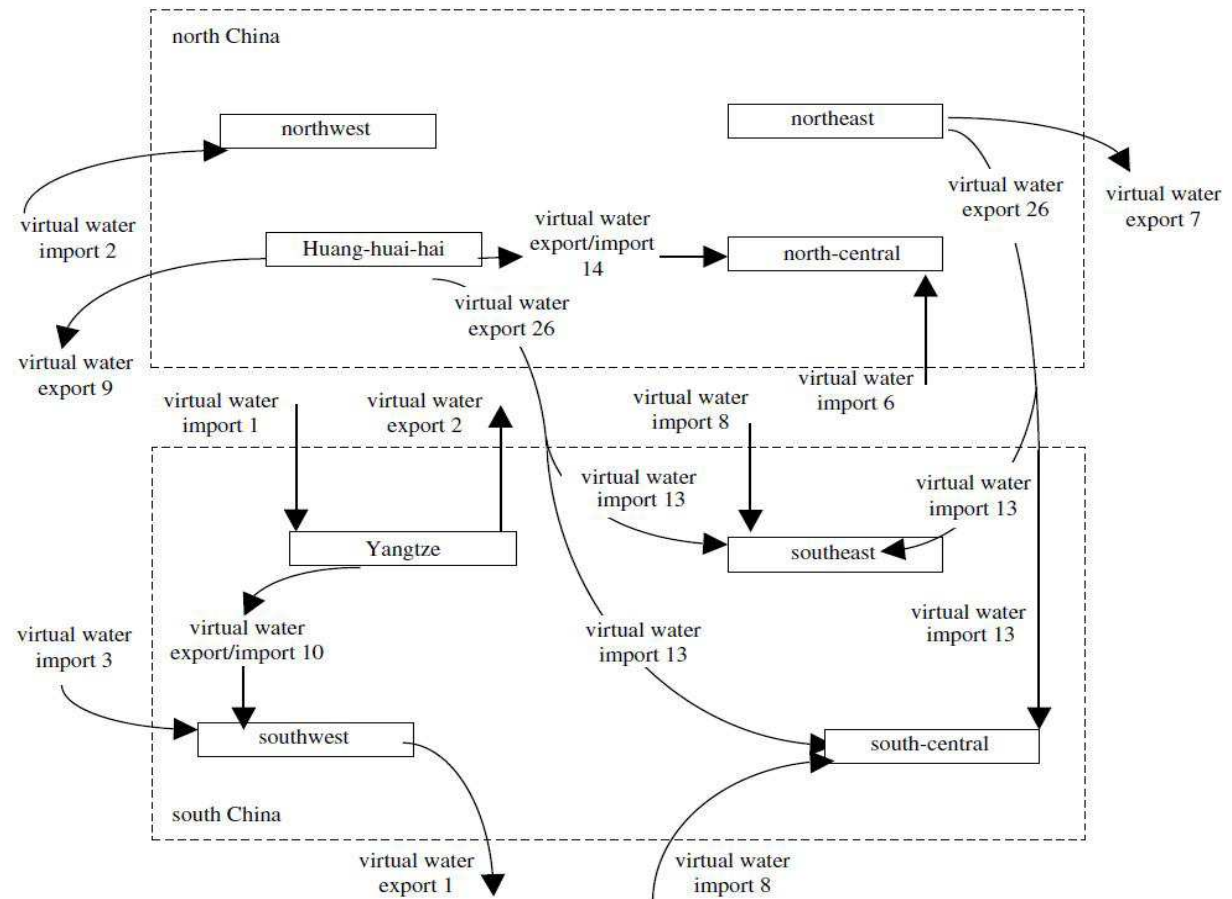 north China
northwest
northeast
virtual water
import 2
Huang-huai-hai
virtual water
export/import
14
north-central
virtual water
export 26
virtual water
export 7
virtual water
export 26
virtual water
export 9
virtual water
import 1
virtual water
export 2
virtual water
import 8
virtual water
import 6
virtual water
import 13
virtual water
import 13
Yangtze
southeast
virtual water
import 3
virtual water
export/import 10
virtual water
import 13
virtual water
import 13
southwest
south-central
south China
virtual water
export 1
virtual water
import 8